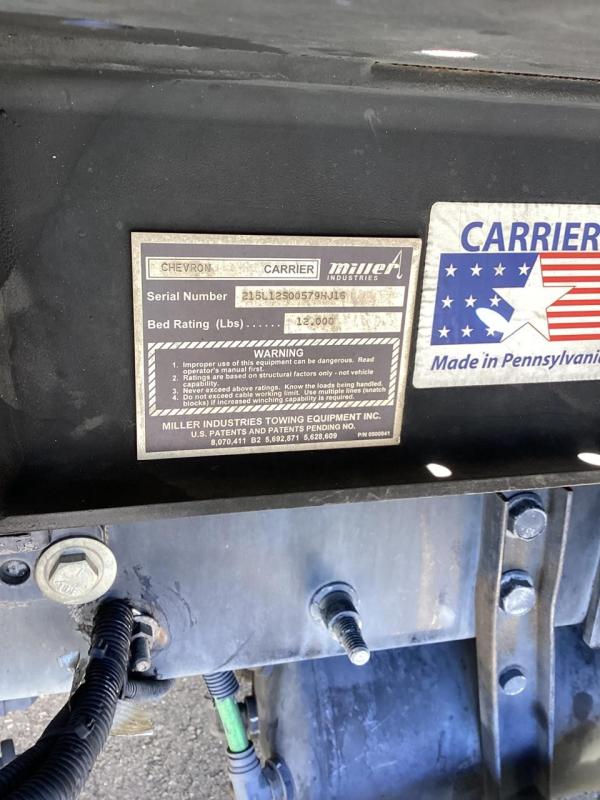 CHEVRON CARRIER miller
INDUSTRIES
Serial Number 215L12S00579HJ16
Bed Rating (Lbs) ...... 12,000
WARNING
1. Improper use of this equipment can be dangerous. Read
operator's manual first.
2. Ratings are based on structural factors only - not vehicle
capability.
3. Never exceed above ratings. Know the loads being handled.
4. Do not exceed cable working limit. Use multiple lines (snatch
blocks) if increased winching capability is required.
MILLER INDUSTRIES TOWING EQUIPMENT INC.
U.S. PATENTS AND PATENTS PENDING NO.
8,070,411 B2 5,692,871 5,628,609 P/N 0500941
CARRIER
Made in Pennsylvani